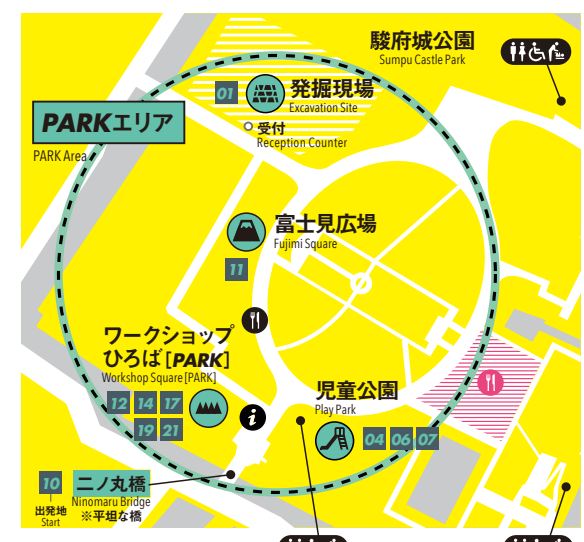 駿府城公園
Sumpu Castle Park
01
発掘現場
Excavation Site
受付
Reception Counter
PARKエリア
PARK Area
富士見広場
Fujimi Square
11
ワークショップ
ひろば [PARK]
Workshop Square [PARK]
12 14 17
19 21
i
児童公園
Play Park
04 06 07
10
出発地
Start
二ノ丸橋
Ninomaru Bridge
※平坦な橋